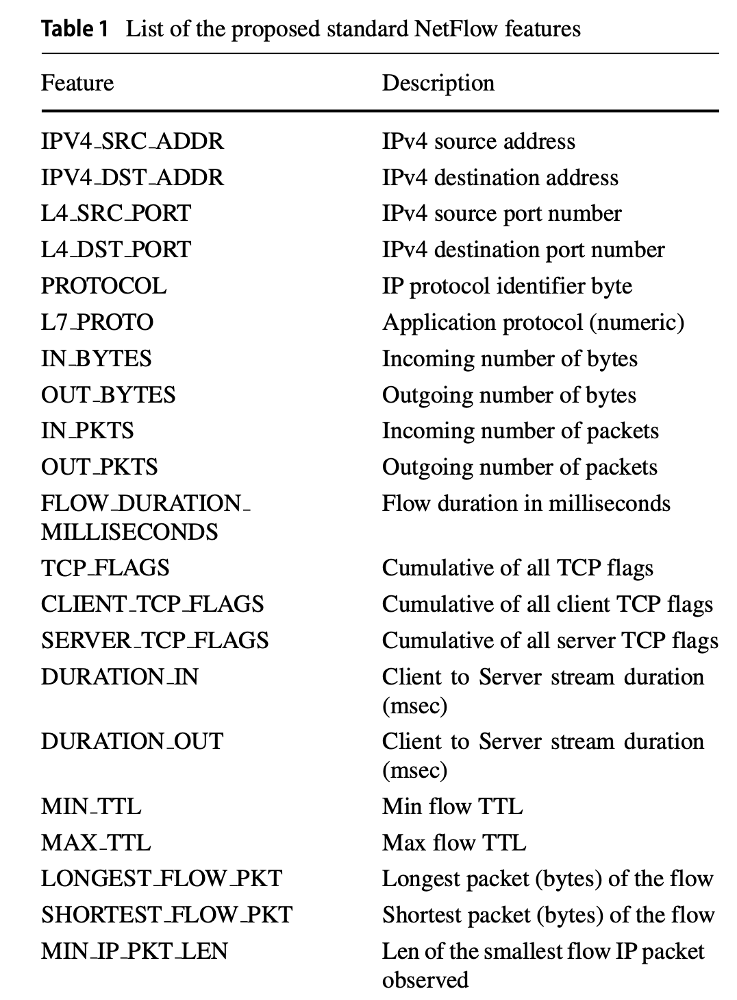 Table 1 List of the proposed standard NetFlow features
Feature Description
IPV4_SRC_ADDR IPv4 source address
IPV4_DST_ADDR IPv4 destination address
L4_SRC_PORT IPv4 source port number
L4_DST_PORT IPv4 destination port number
PROTOCOL IP protocol identifier byte
L7_PROTO Application protocol (numeric)
IN_BYTES Incoming number of bytes
OUT_BYTES Outgoing number of bytes
IN_PKTS Incoming number of packets
OUT_PKTS Outgoing number of packets
FLOW_DURATION_ Flow duration in milliseconds
MILLISECONDS
TCP_FLAGS Cumulative of all TCP flags
CLIENT_TCP_FLAGS Cumulative of all client TCP flags
SERVER_TCP_FLAGS Cumulative of all server TCP flags
DURATION_IN Client to Server stream duration
(msec)
DURATION_OUT Client to Server stream duration
(msec)
MIN_TTL Min flow TTL
MAX_TTL Max flow TTL
LONGEST_FLOW_PKT Longest packet (bytes) of the flow
SHORTEST_FLOW_PKT Shortest packet (bytes) of the flow
MIN_IP_PKT_LEN Len of the smallest flow IP packet
observed